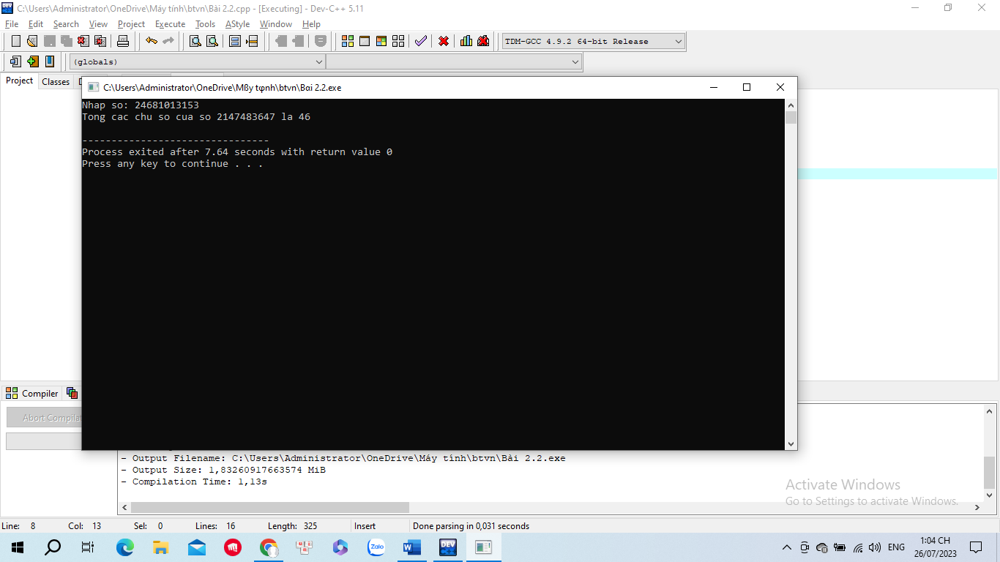 C:\Users\Administrator\OneDrive\Máy tính\btvn\Bài 2.2.cpp - [Executing] - Dev-C++ 5.11
File Edit Search View Project Execute Tools AStyle Window Help
TDM-GCC 4.9.2 64-bit Release
(globals)
Project Classes
C:\Users\Administrator\OneDrive\Mßy tφnh\btvn\Bαi 2.2.exe
Nhap so: 24681013153
Tong cac chu so cua so 2147483647 la 46
--------------------------------
Process exited after 7.64 seconds with return value 0
Press any key to continue . . .
Compiler
Abort Compilat
- Output Filename: C:\Users\Administrator\OneDrive\Máy tính\btvn\Bài 2.2.exe
- Output Size: 1,83260917663574 MiB
- Compilation Time: 1,13s
Activate Windows
Go to Settings to activate Windows.
Line: 8 Col: 13 Sel: 0 Lines: 16 Length: 325 Insert Done parsing in 0,031 seconds
Zalo
DEV
ENG
1:04 CH
26/07/2023